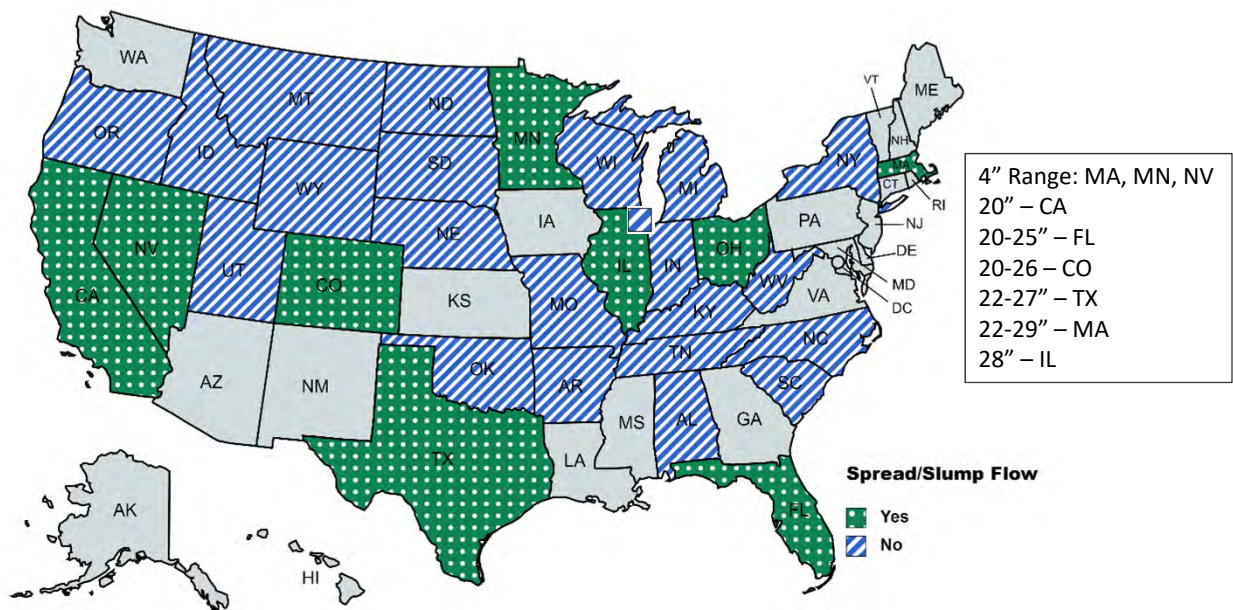 WA
OR
CA
NV
ID
MT
WY
UT
CO
AZ
NM
ND
SD
NE
KS
OK
TX
MN
IA
MO
AR
LA
WI
IL
MI
IN
OH
KY
TN
MS
AL
GA
FL
SC
NC
VA
WV
PA
NY
VT
NH
ME
MA
CT
RI
NJ
DE
MD
DC
AK
HI
4” Range: MA, MN, NV
20” – CA
20-25” – FL
20-26 – CO
22-27” – TX
22-29” – MA
28” – IL
Spread/Slump Flow
Yes
No